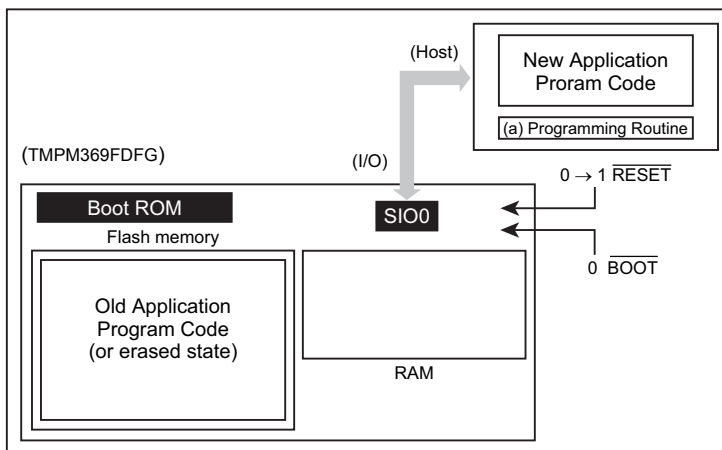 (Host)
New Application
Proram Code
(a) Programming Routine
(TMPM369FDFG)
(I/O)
0 → 1 RESET
Boot ROM
SIO0
Flash memory
0 BOOT
Old Application
Program Code
(or erased state)
RAM